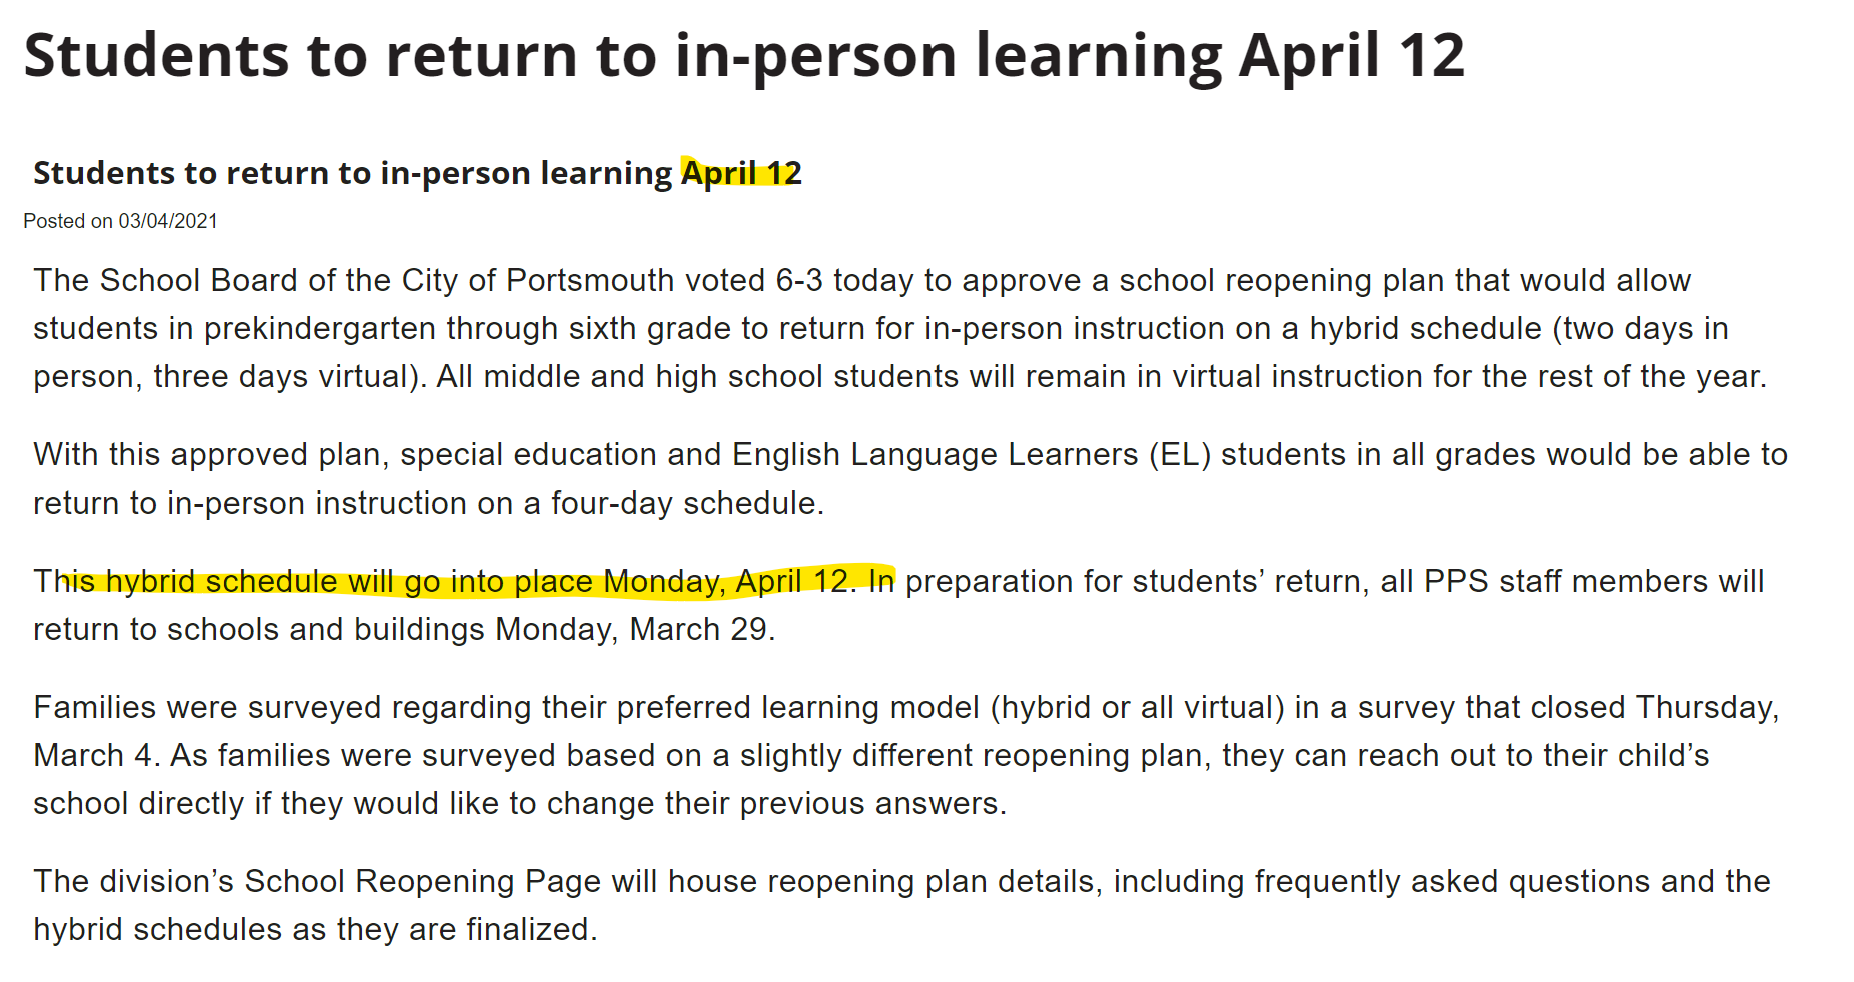 Students to return to in-person learning April 12
Students to return to in-person learning April 12
Posted on 03/04/2021
The School Board of the City of Portsmouth voted 6-3 today to approve a school reopening plan that would allow
students in prekindergarten through sixth grade to return for in-person instruction on a hybrid schedule (two days in
person, three days virtual). All middle and high school students will remain in virtual instruction for the rest of the year.
With this approved plan, special education and English Language Learners (EL) students in all grades would be able to
return to in-person instruction on a four-day schedule.
This hybrid schedule will go into place Monday, April 12. In preparation for students’ return, all PPS staff members will
return to schools and buildings Monday, March 29.
Families were surveyed regarding their preferred learning model (hybrid or all virtual) in a survey that closed Thursday,
March 4. As families were surveyed based on a slightly different reopening plan, they can reach out to their child’s
school directly if they would like to change their previous answers.
The division’s School Reopening Page will house reopening plan details, including frequently asked questions and the
hybrid schedules as they are finalized.